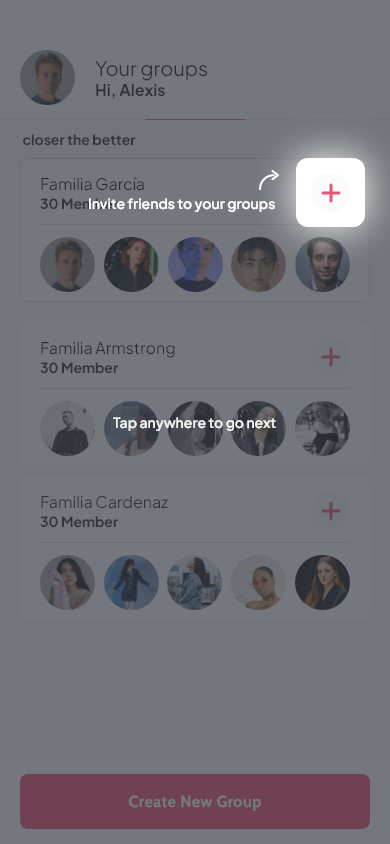 Your groups
Hi, Alexis
closer the better
Familia García
30 Member
Invite friends to your groups
Familia Armstrong
30 Member
Tap anywhere to go next
Familia Cardenaz
30 Member
Create New Group